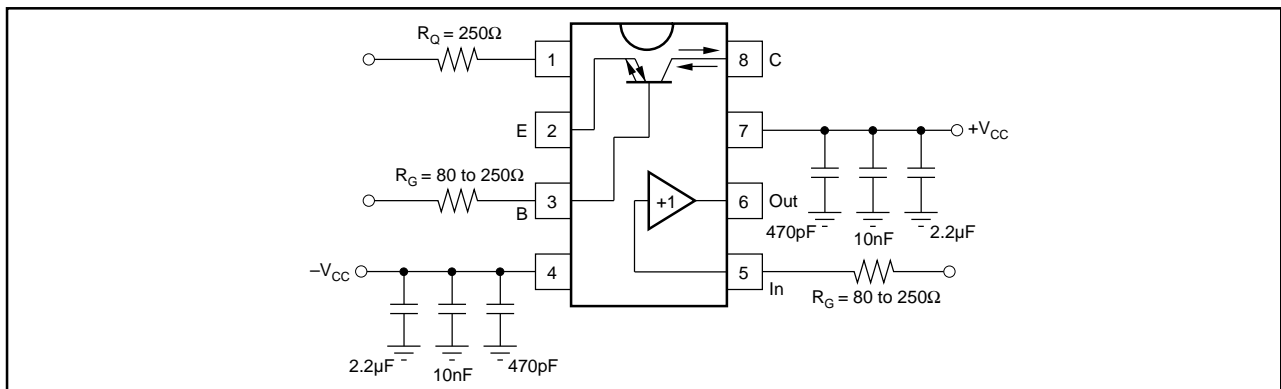 R_Q = 250Ω
1
8
C
E
2
7
+V_CC
R_G = 80 to 250Ω
3
B
+1
6
Out
470pF
10nF
2.2µF
–V_CC
4
5
In
R_G = 80 to 250Ω
2.2µF
10nF
470pF